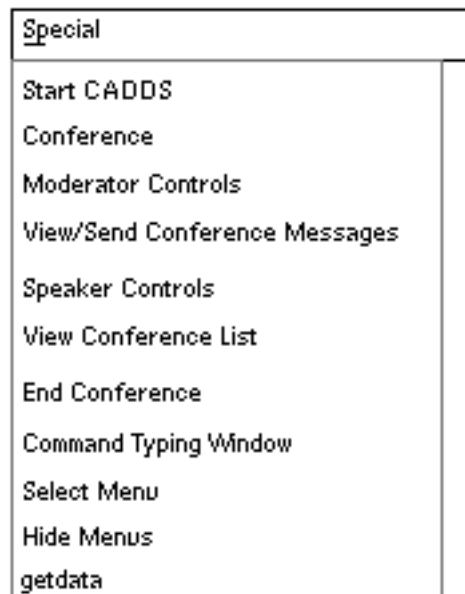 Special
Start CADDS
Conference
Moderator Controls
View/Send Conference Messages
Speaker Controls
View Conference List
End Conference
Command Typing Window
Select Menu
Hide Menus
getdata